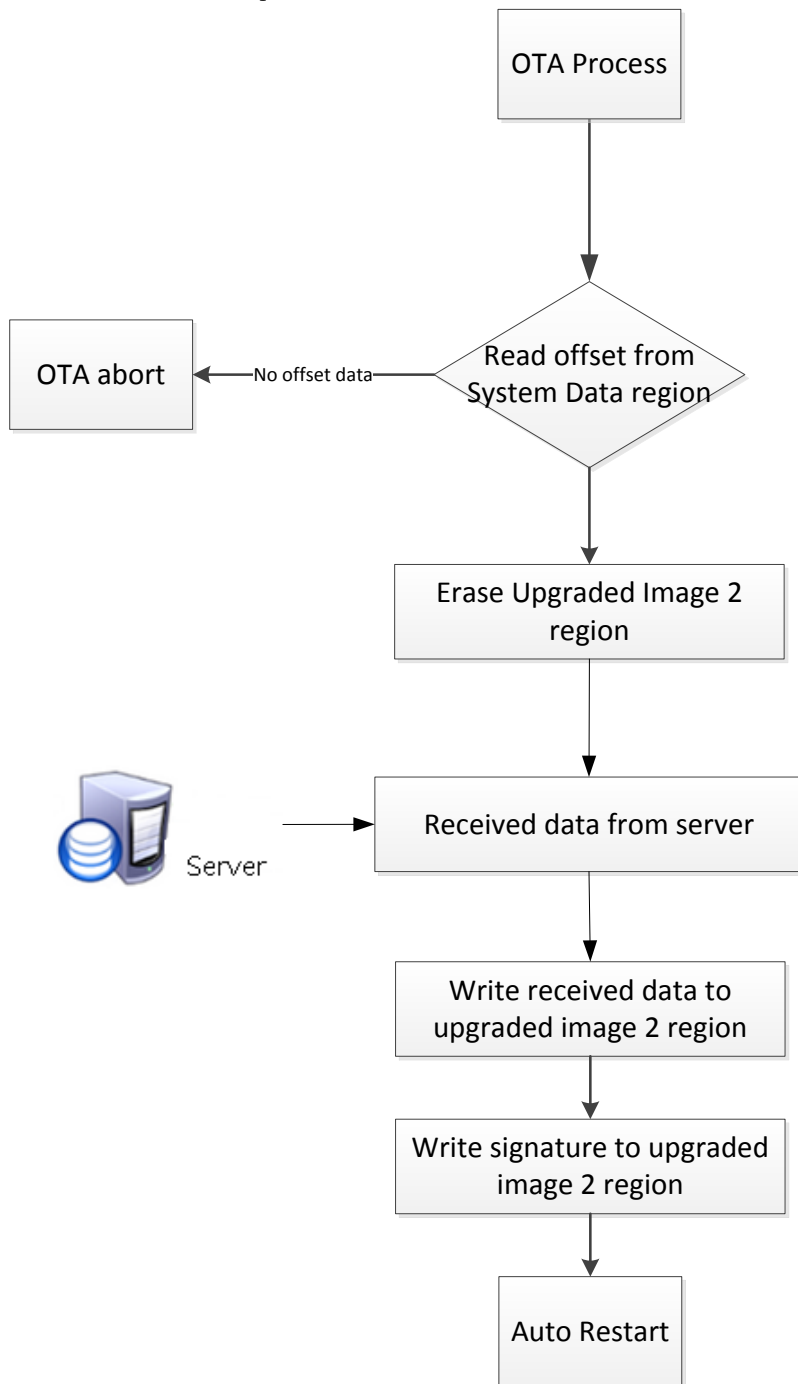 OTA Process
Read offset from
System Data region
No offset data
OTA abort
Erase Upgraded Image 2
region
Received data from server
Server
Write received data to
upgraded image 2 region
Write signature to upgraded
image 2 region
Auto Restart